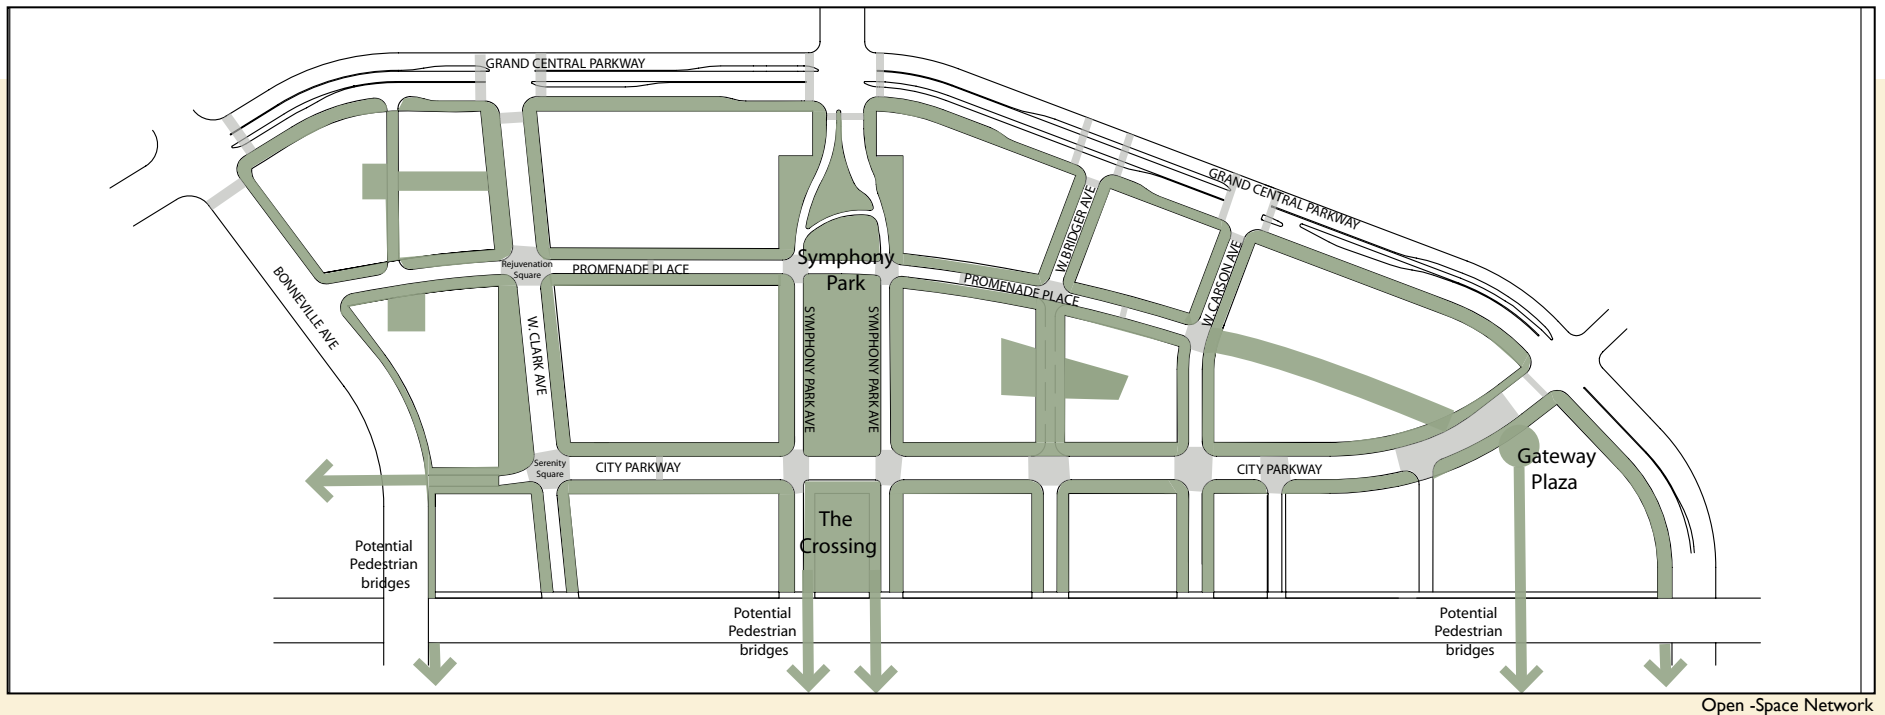 GRAND CENTRAL PARKWAY
GRAND CENTRAL PARKWAY
W. BRIDGER AVE
W. CARSON AVE
BONNEVILLE AVE
Rejuvenation
Square
PROMENADE PLACE
Symphony
Park
PROMENADE PLACE
W. CLARK AVE
SYMPHONY PARK AVE
SYMPHONY PARK AVE
Serenity
Square
CITY PARKWAY
CITY PARKWAY
Gateway
Plaza
The
Crossing
Potential
Pedestrian
bridges
Potential
Pedestrian
bridges
Potential
Pedestrian
bridges
Open -Space Network